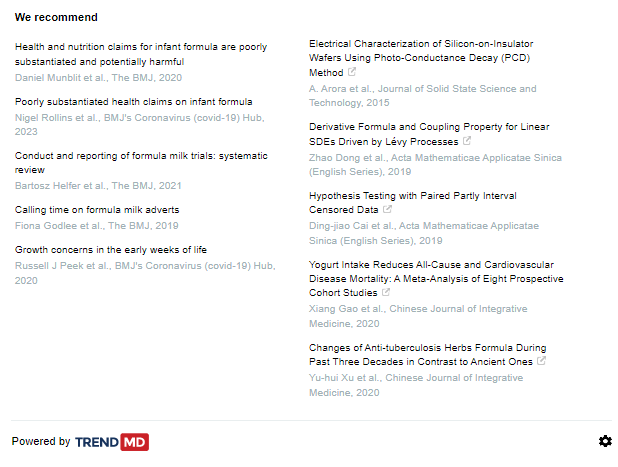 We recommend
Health and nutrition claims for infant formula are poorly
substantiated and potentially harmful
Daniel Munblit et al., The BMJ, 2020
Poorly substantiated health claims on infant formula
Nigel Rollins et al., BMJ's Coronavirus (covid-19) Hub,
2023
Conduct and reporting of formula milk trials: systematic
review
Bartosz Helfer et al., The BMJ, 2021
Calling time on formula milk adverts
Fiona Godlee et al., The BMJ, 2019
Growth concerns in the early weeks of life
Russell J Peek et al., BMJ's Coronavirus (covid-19) Hub,
2020
Electrical Characterization of Silicon-on-Insulator
Wafers Using Photo-Conductance Decay (PCD)
Method
A. Arora et al., Journal of Solid State Science and
Technology, 2015
Derivative Formula and Coupling Property for Linear
SDEs Driven by Lévy Processes
Zhao Dong et al., Acta Mathematicae Applicatae Sinica
(English Series), 2019
Hypothesis Testing with Paired Partly Interval
Censored Data
Ding-jiao Cai et al., Acta Mathematicae Applicatae
Sinica (English Series), 2019
Yogurt Intake Reduces All-Cause and Cardiovascular
Disease Mortality: A Meta-Analysis of Eight Prospective
Cohort Studies
Xiang Gao et al., Chinese Journal of Integrative
Medicine, 2020
Changes of Anti-tuberculosis Herbs Formula During
Past Three Decades in Contrast to Ancient Ones
Yu-hui Xu et al., Chinese Journal of Integrative
Medicine, 2020
Powered by TREND MD